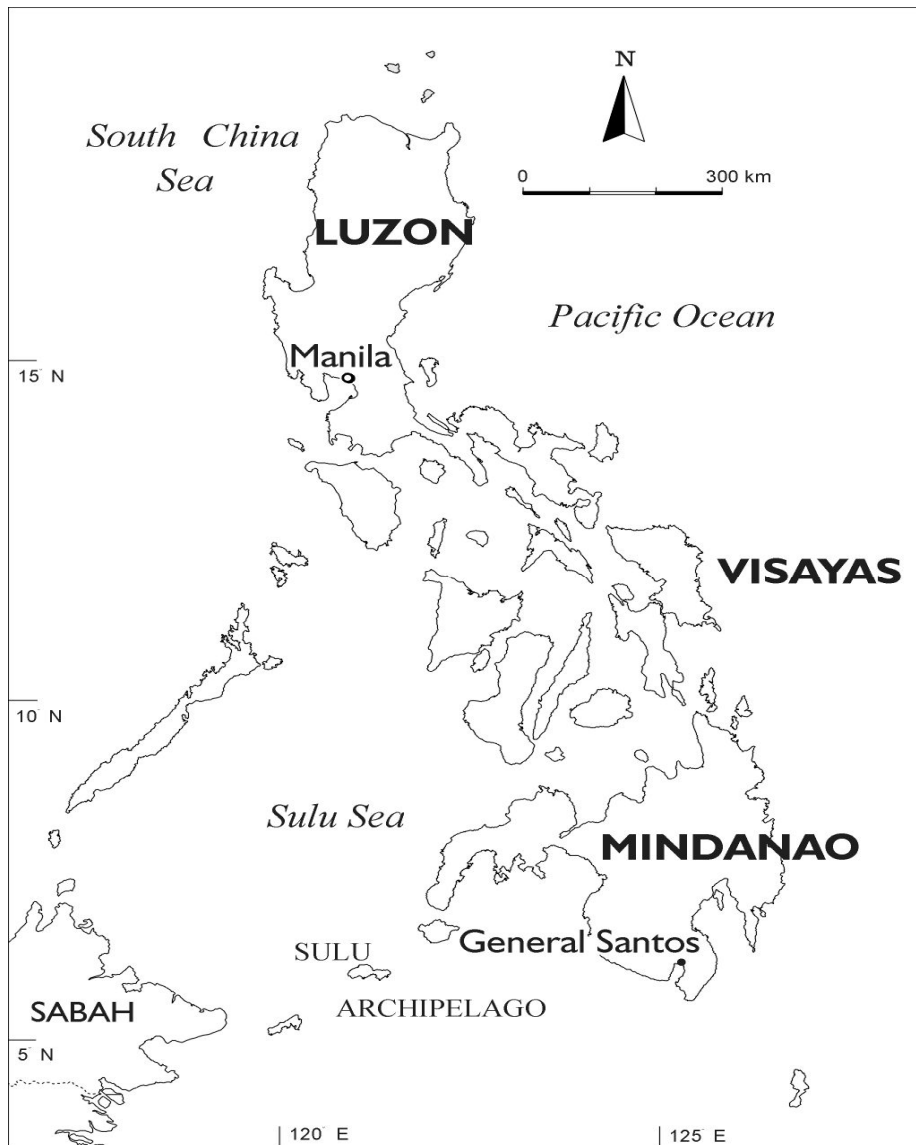 N
South China
Sea
0 300 km
LUZON
Pacific Ocean
Manila
15° N
VISAYAS
10° N
Sulu Sea
MINDANAO
General Santos
SULU
ARCHIPELAGO
SABAH
5° N
120° E
125° E